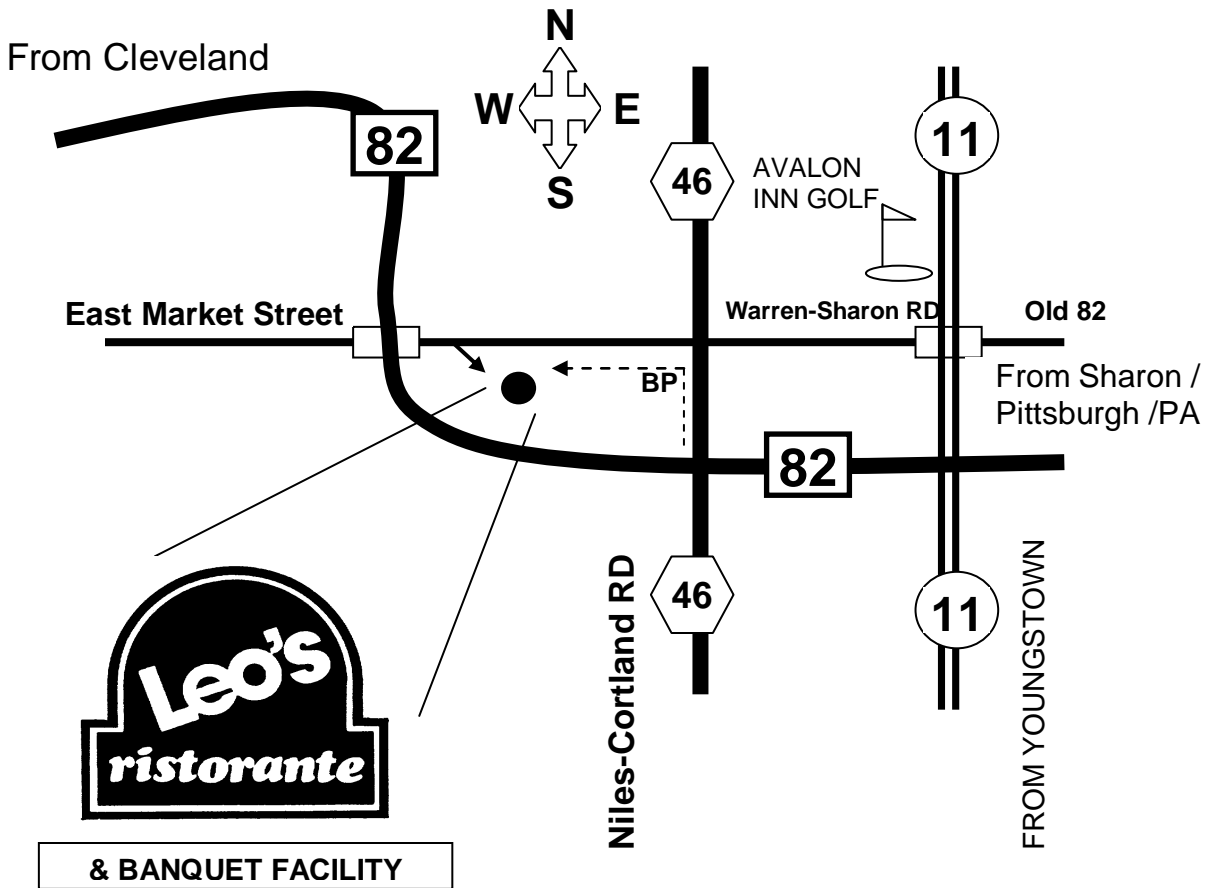 N
From Cleveland
W E
82
11
46
AVALON
INN GOLF
S
East Market Street
Warren-Sharon RD
Old 82
BP
From Sharon /
Pittsburgh /PA
82
46
11
Niles-Cortland RD
FROM YOUNGSTOWN
Leo's
ristorante
& BANQUET FACILITY